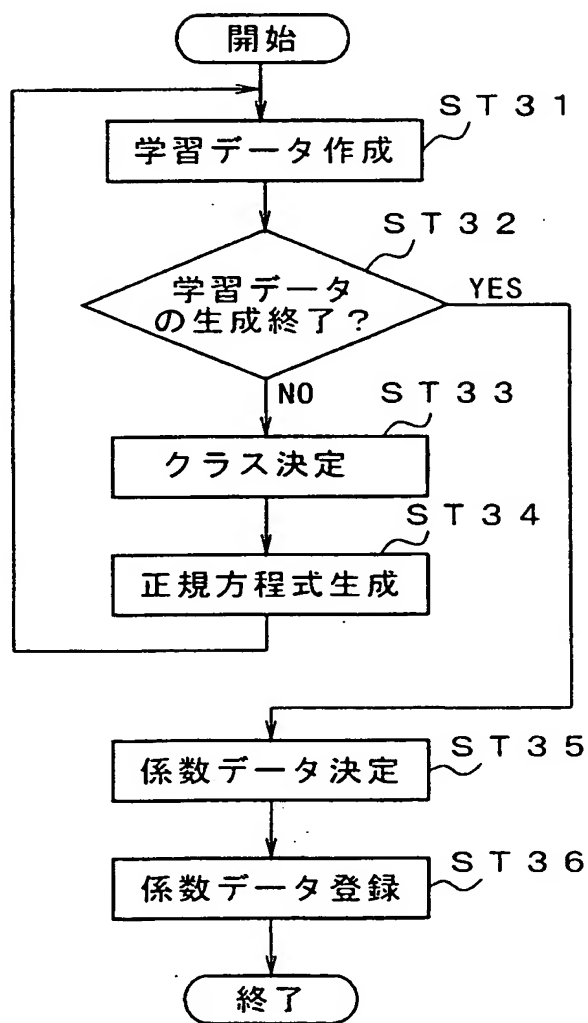 開始
ST31
学習データ作成
ST32
学習データ
の生成終了?
YES
NO
ST33
クラス決定
ST34
正規方程式生成
ST35
係数データ決定
ST36
係数データ登録
終了